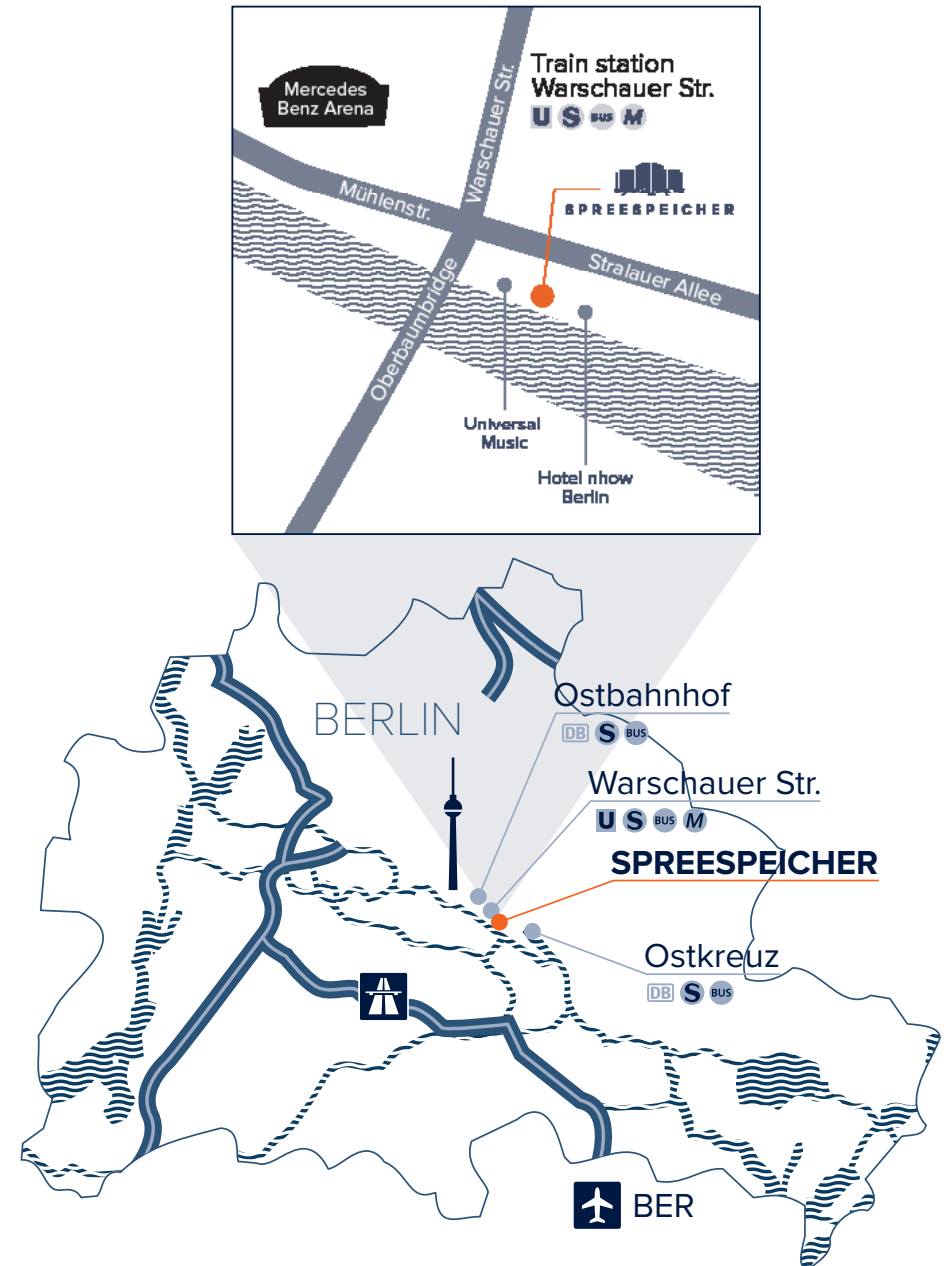 Mercedes
Benz Arena
Warschauer Str.
Train station
Warschauer Str.
U S BUS M
SPREESPEICHER
Mühlenstr.
Stralauer Allee
Oberbaumbridge
Universal
Music
Hotel nhow
Berlin
BERLIN
Ostbahnhof
DB S BUS
Warschauer Str.
U S BUS M
SPREESPEICHER
Ostkreuz
DB S BUS
BER